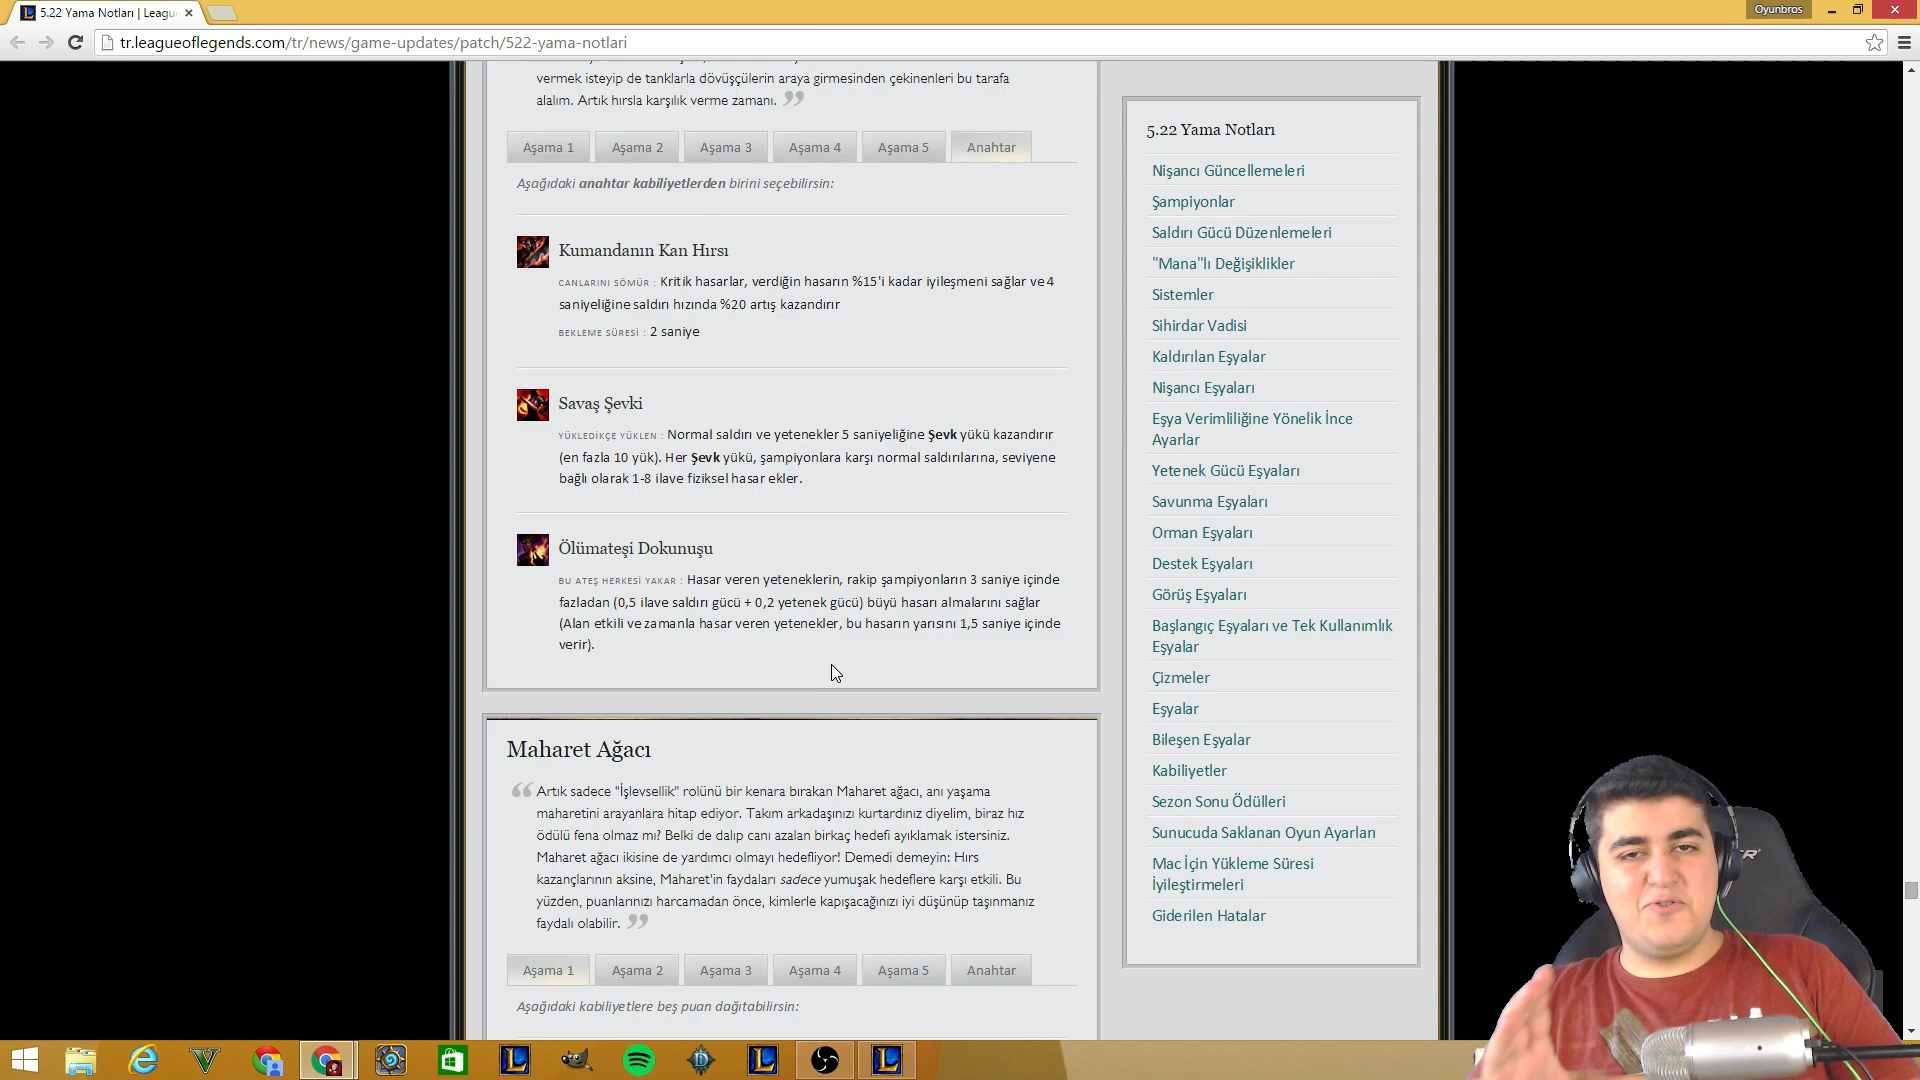 5.22 Yama Notları | Leagu
Oyunbros
tr.leagueoflegends.com/tr/news/game-updates/patch/522-yama-notlari
vermek isteyip de tanklarla dövüşçülerin araya girmesinden çekinenleri bu tarafa
alalım. Artık hırsla karşılık verme zamanı.
Aşama 1 Aşama 2 Aşama 3 Aşama 4 Aşama 5 Anahtar
Aşağıdaki anahtar kabiliyetlerden birini seçebilirsin:
Kumandanın Kan Hırsı
CANLARINI SÖMÜR : Kritik hasarlar, verdiğin hasarın %15'i kadar iyileşmeni sağlar ve 4
saniyeliğine saldırı hızında %20 artış kazandırır
BEKLEME SÜRESİ : 2 saniye
Savaş Şevki
YÜKLEDİKÇE YÜKLEN : Normal saldırı ve yetenekler 5 saniyeliğine Şevk yükü kazandırır
(en fazla 10 yük). Her Şevk yükü, şampiyonlara karşı normal saldırılarına, seviyene
bağlı olarak 1-8 ilave fiziksel hasar ekler.
Ölümateşi Dokunuşu
BU ATEŞ HERKESİ YAKAR : Hasar veren yeteneklerin, rakip şampiyonların 3 saniye içinde
fazladan (0,5 ilave saldırı gücü + 0,2 yetenek gücü) büyü hasarı almalarını sağlar
(Alan etkili ve zamanla hasar veren yetenekler, bu hasarın yarısını 1,5 saniye içinde
verir).
Maharet Ağacı
“ Artık sadece "İşlevsellik" rolünü bir kenara bırakan Maharet ağacı, anı yaşama
maharetini arayanlara hitap ediyor. Takım arkadaşınızı kurtardınız diyelim, biraz hız
ödülü fena olmaz mı? Belki de dalıp canı azalan birkaç hedefi ayıklamak istersiniz.
Maharet ağacı ikisine de yardımcı olmayı hedefliyor! Demedi demeyin: Hırs
kazançlarının aksine, Maharet'in faydaları sadece yumuşak hedeflere karşı etkili. Bu
yüzden, puanlarınızı harcamadan önce, kimlerle kapışacağınızı iyi düşünüp taşınmanız
faydalı olabilir. ”
Aşama 1 Aşama 2 Aşama 3 Aşama 4 Aşama 5 Anahtar
Aşağıdaki kabiliyetlere beş puan dağıtabilirsin:
5.22 Yama Notları
Nişancı Güncellemeleri
Şampiyonlar
Saldırı Gücü Düzenlemeleri
"Mana"lı Değişiklikler
Sistemler
Sihirdar Vadisi
Kaldırılan Eşyalar
Nişancı Eşyaları
Eşya Verimliliğine Yönelik İnce
Ayarlar
Yetenek Gücü Eşyaları
Savunma Eşyaları
Orman Eşyaları
Destek Eşyaları
Görüş Eşyaları
Başlangıç Eşyaları ve Tek Kullanımlık
Eşyalar
Çizmeler
Eşyalar
Bileşen Eşyalar
Kabiliyetler
Sezon Sonu Ödülleri
Sunucuda Saklanan Oyun Ayarları
Mac İçin Yükleme Süresi
İyileştirmeleri
Giderilen Hatalar